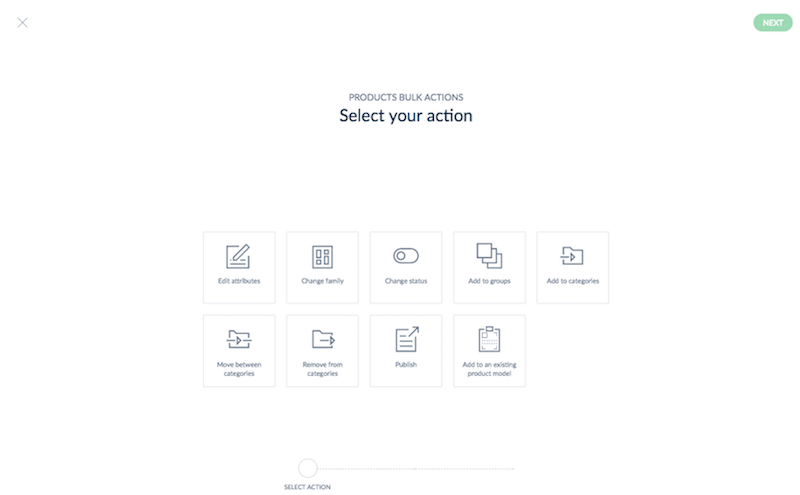 NEXT
PRODUCTS BULK ACTIONS
Select your action
Edit attributes
Change family
Change status
Add to groups
Add to categories
Move between
categories
Remove from
categories
Publish
Add to an existing
product model
SELECT ACTION